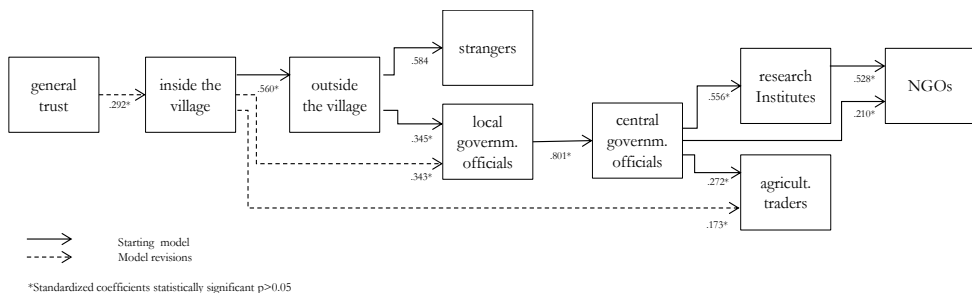 general
trust
.292*
inside the
village
.560*
outside
the village
.584
strangers
.345*
.343*
local
governm.
officials
.801*
central
governm.
officials
.556*
research
Institutes
.528*
.210*
NGOs
.272*
.173*
agricult.
traders
Starting model
Model revisions
*Standardized coefficients statistically significant p>0.05